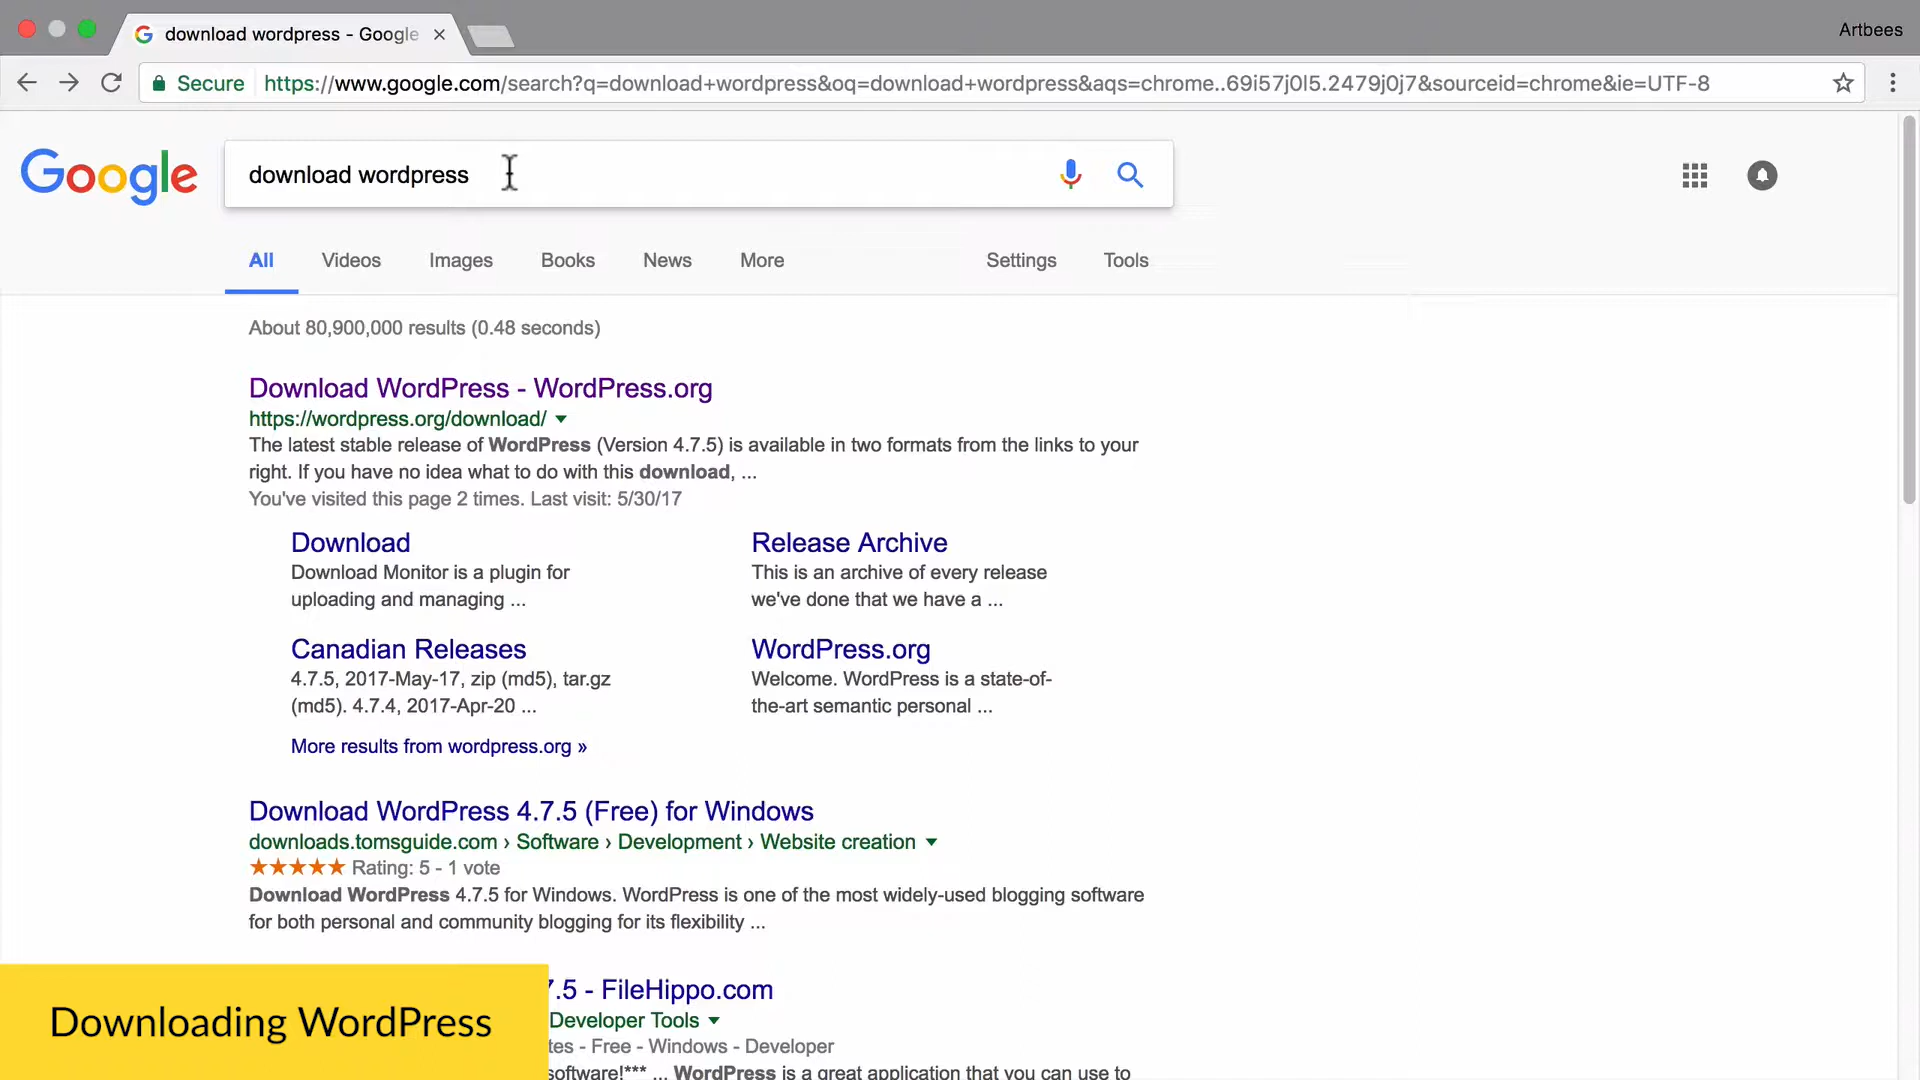 download wordpress - Google
Artbees
Secure https://www.google.com/search?q=download+wordpress&oq=download+wordpress&aqs=chrome..69i57j0l5.2479j0j7&sourceid=chrome&ie=UTF-8
Google
download wordpress
All Videos Images Books News More Settings Tools
About 80,900,000 results (0.48 seconds)
Download WordPress - WordPress.org
https://wordpress.org/download/
The latest stable release of WordPress (Version 4.7.5) is available in two formats from the links to your
right. If you have no idea what to do with this download, ...
You've visited this page 2 times. Last visit: 5/30/17
Download
Download Monitor is a plugin for
uploading and managing ...
Release Archive
This is an archive of every release
we've done that we have a ...
Canadian Releases
4.7.5, 2017-May-17, zip (md5), tar.gz
(md5). 4.7.4, 2017-Apr-20 ...
WordPress.org
Welcome. WordPress is a state-of-
the-art semantic personal ...
More results from wordpress.org »
Download WordPress 4.7.5 (Free) for Windows
downloads.tomsguide.com › Software › Development › Website creation
Rating: 5 - 1 vote
Download WordPress 4.7.5 for Windows. WordPress is one of the most widely-used blogging software
for both personal and community blogging for its flexibility ...
.5 - FileHippo.com
Developer Tools
tes - Free - Windows - Developer
software!*** ... WordPress is a great application that you can use to
Downloading WordPress